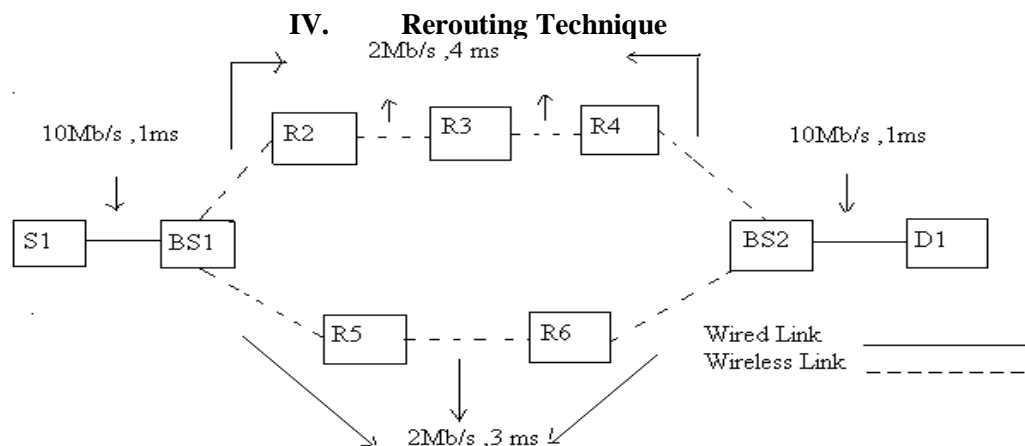 IV. Rerouting Technique
2Mb/s ,4 ms
10Mb/s ,1ms
R2
R3
R4
10Mb/s ,1ms
S1
BS1
BS2
D1
R5
R6
Wired Link
Wireless Link
2Mb/s ,3 ms